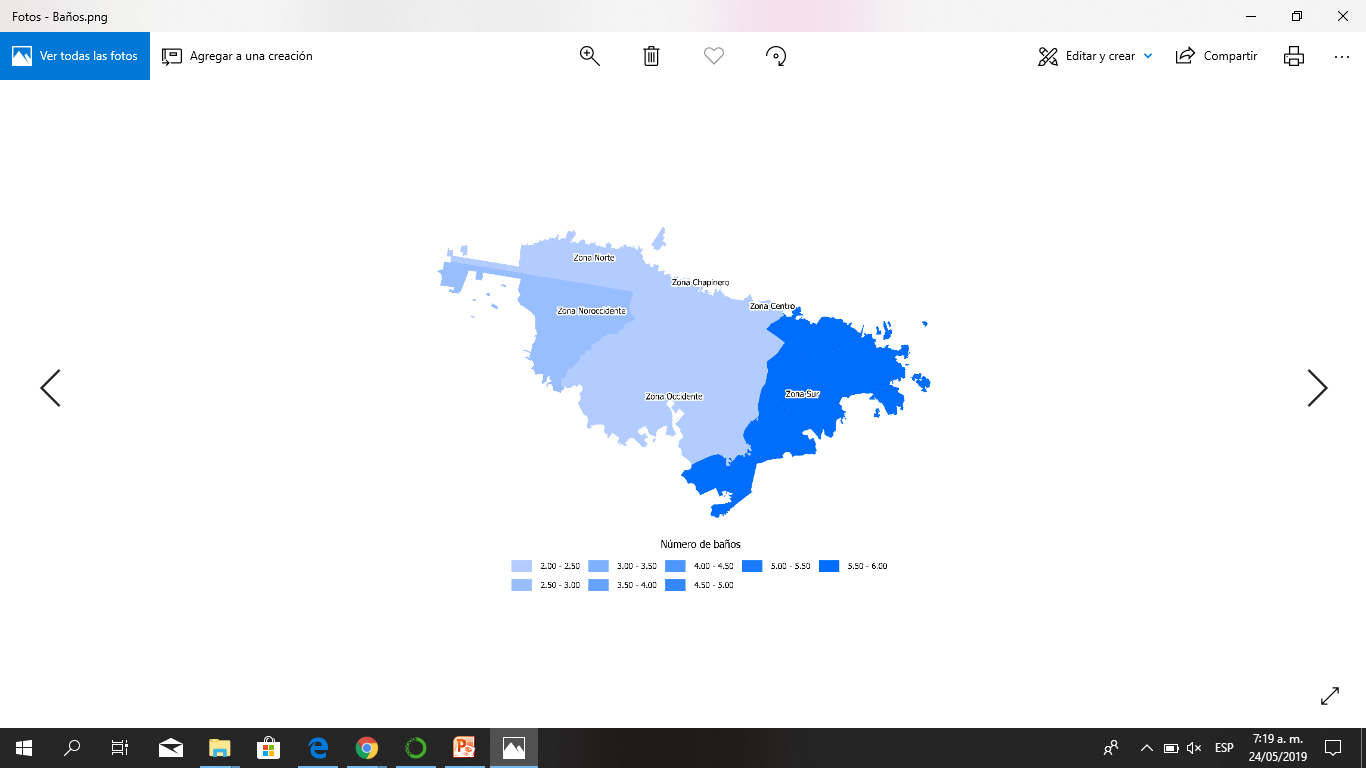 Fotos - Baños.png
Ver todas las fotos
Agregar a una creación
Editar y crear
Compartir
Zona Norte
Zona Chapinero
Zona Centro
Zona Noroccidente
Zona Occidente
Zona Sur
Número de baños
2.00 - 2.50 3.00 - 3.50 4.00 - 4.50 5.00 - 5.50 5.50 - 6.00
2.50 - 3.00 3.50 - 4.00 4.50 - 5.00
ESP
7:19 a. m.
24/05/2019